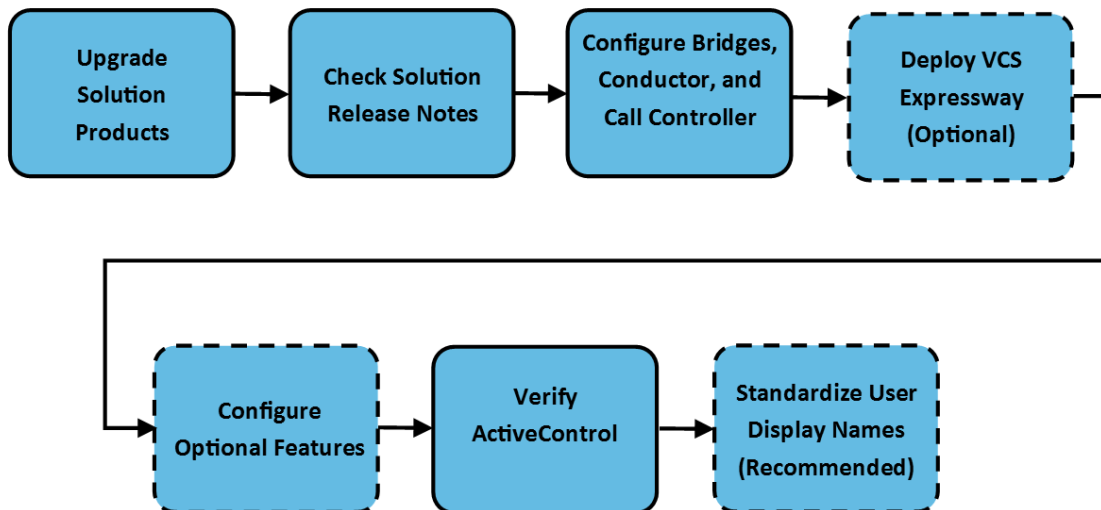 Upgrade
Solution
Products
Check Solution
Release Notes
Configure Bridges,
Conductor, and
Call Controller
Deploy VCS
Expressway
(Optional)
Configure
Optional Features
Verify
ActiveControl
Standardize User
Display Names
(Recommended)